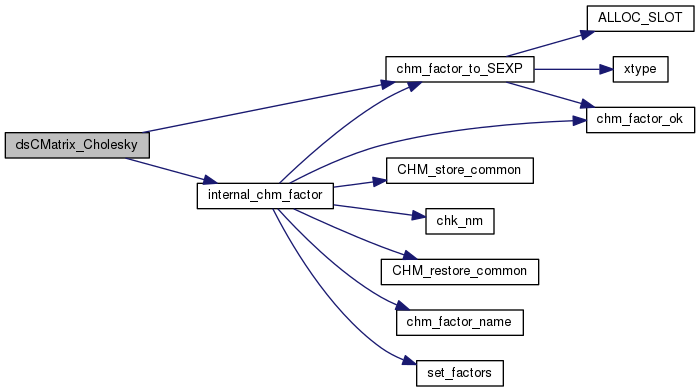 ALLOC_SLOT
chm_factor_to_SEXP
xtype
chm_factor_ok
dsCMatrix_Cholesky
CHM_store_common
internal_chm_factor
chk_nm
CHM_restore_common
chm_factor_name
set_factors